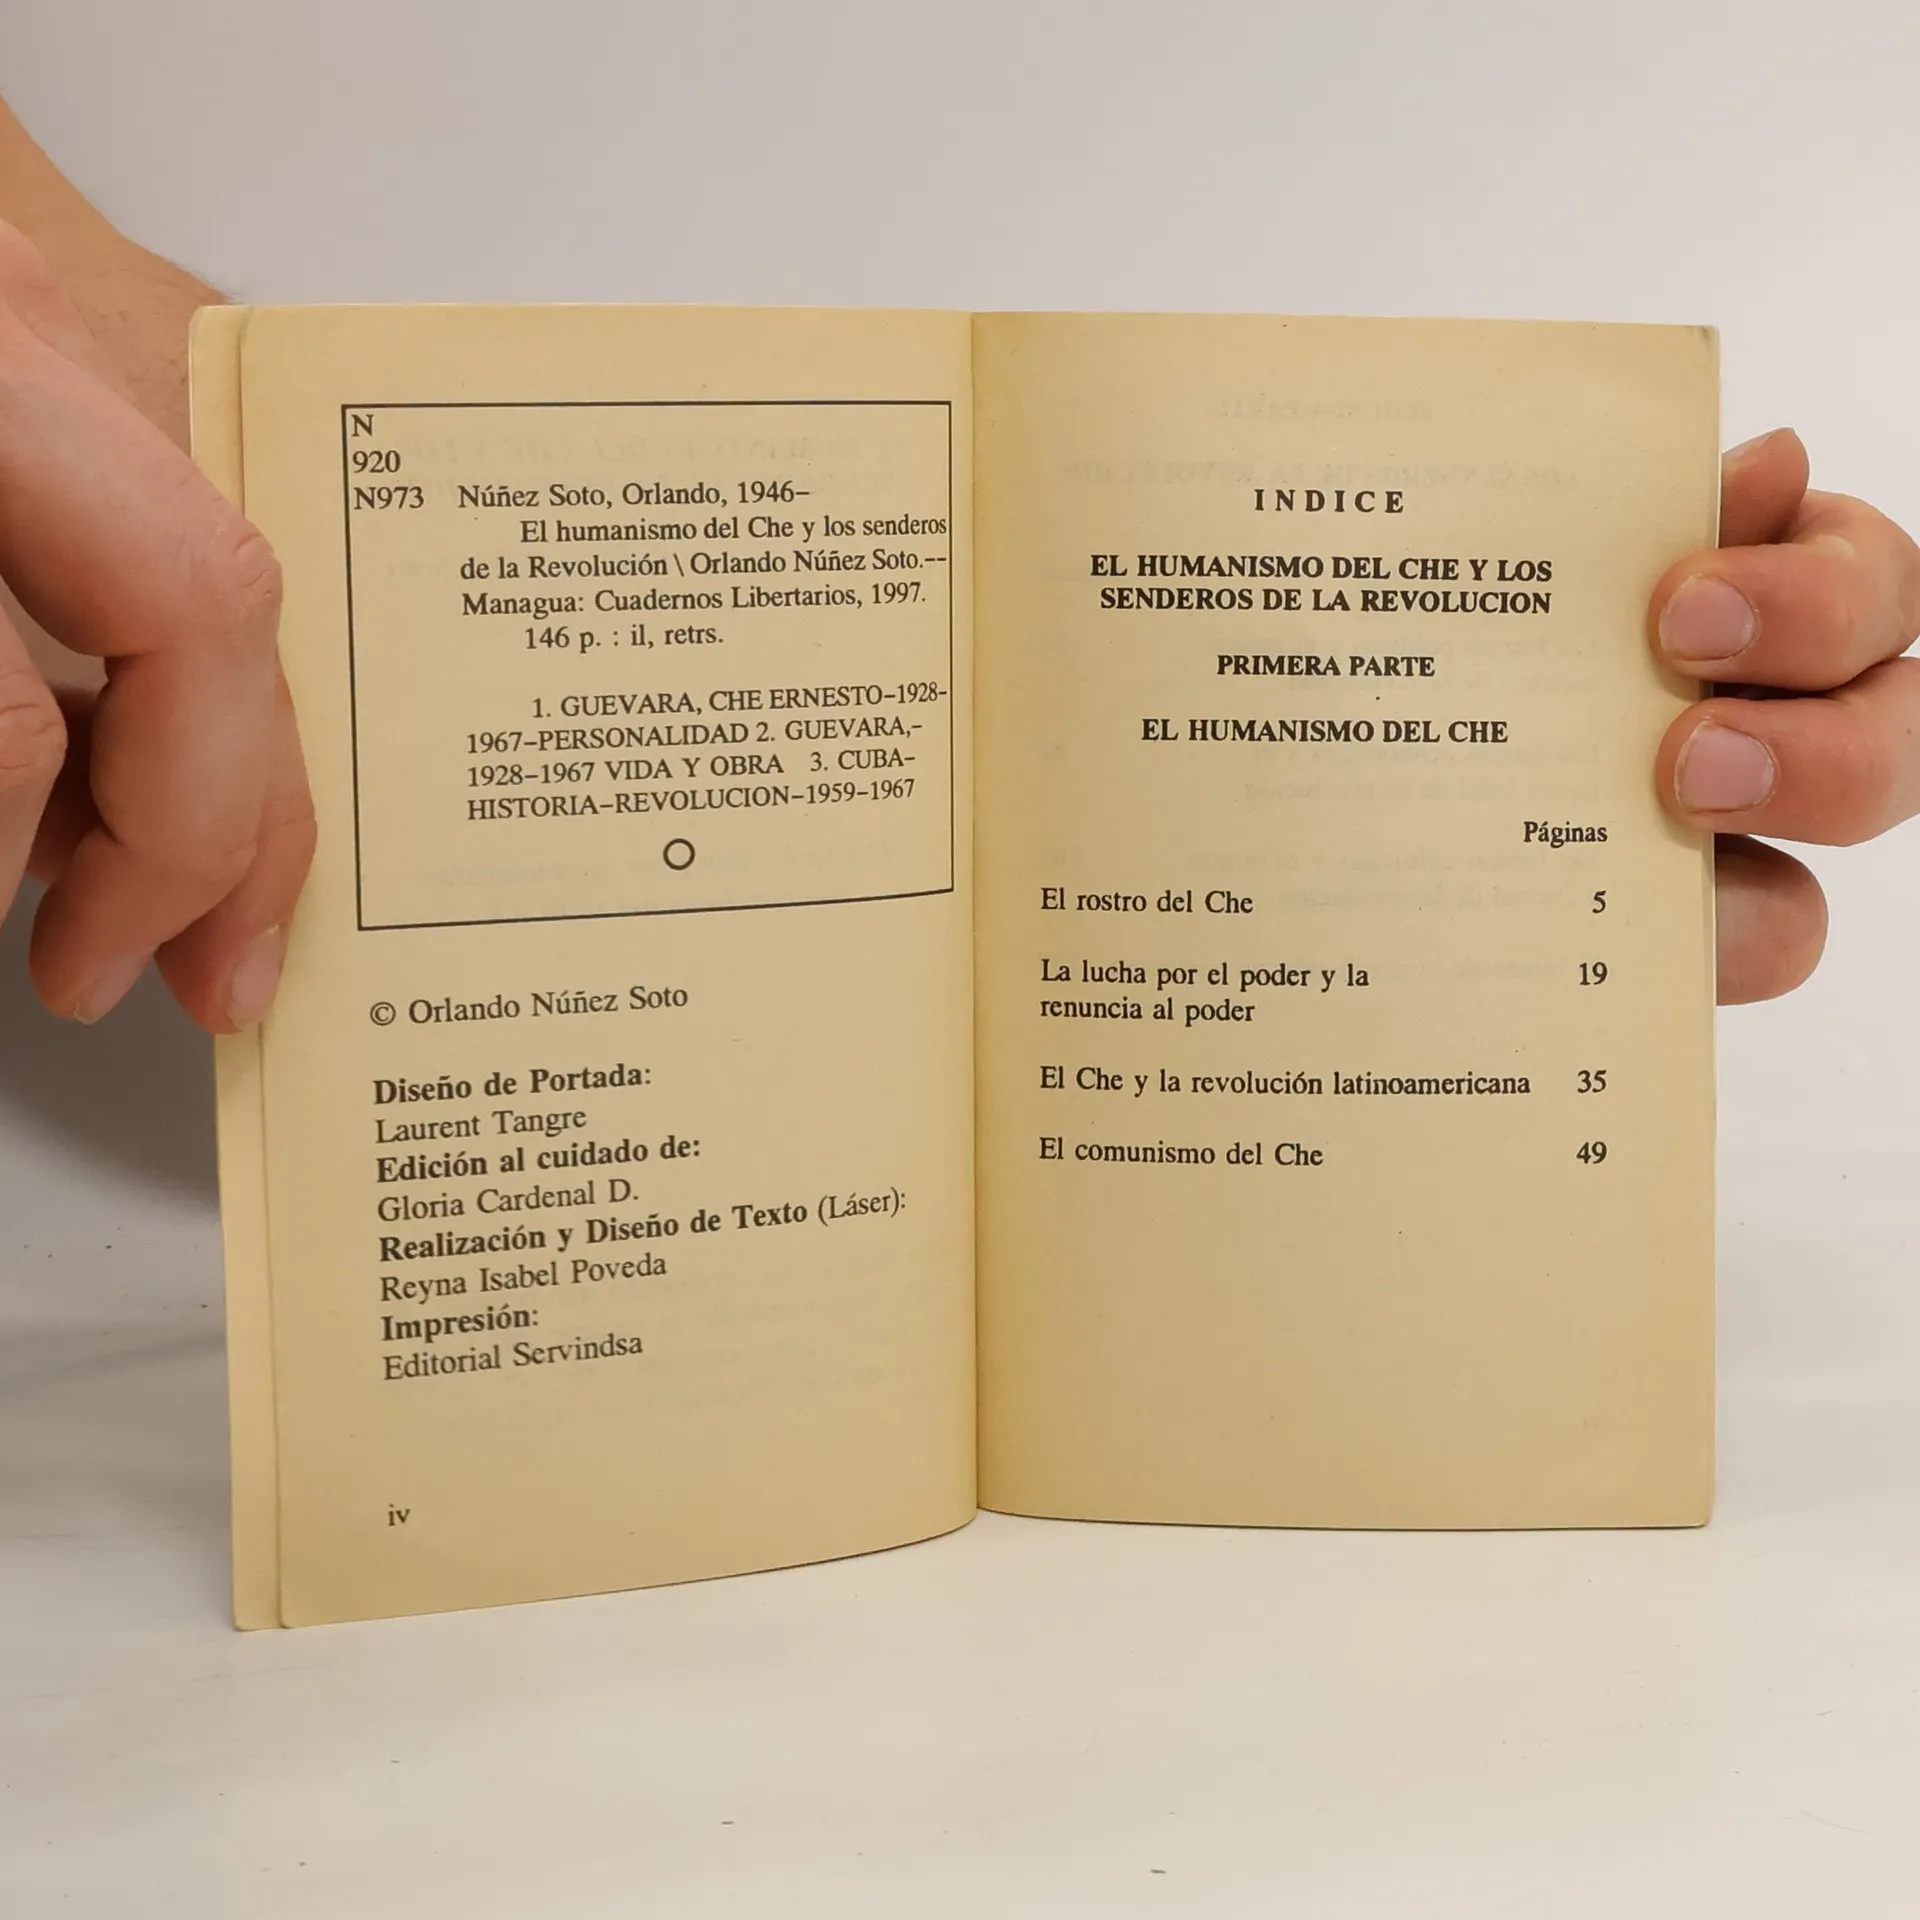 N
920
N973 Núñez Soto, Orlando, 1946–
El humanismo del Che y los senderos
de la Revolución \ Orlando Núñez Soto.--
Managua: Cuadernos Libertarios, 1997.
146 p. : il, retrs.
1. GUEVARA, CHE ERNESTO–1928-
1967–PERSONALIDAD 2. GUEVARA,-
1928–1967 VIDA Y OBRA 3. CUBA–
HISTORIA–REVOLUCION–1959–1967
© Orlando Núñez Soto
Diseño de Portada:
Laurent Tangre
Edición al cuidado de:
Gloria Cardenal D.
Realización y Diseño de Texto (Láser):
Reyna Isabel Poveda
Impresión:
Editorial Servindsa
iv
INDICE
EL HUMANISMO DEL CHE Y LOS
SENDEROS DE LA REVOLUCION
PRIMERA PARTE
EL HUMANISMO DEL CHE
Páginas
El rostro del Che 5
La lucha por el poder y la 19
renuncia al poder
El Che y la revolución latinoamericana 35
El comunismo del Che 49